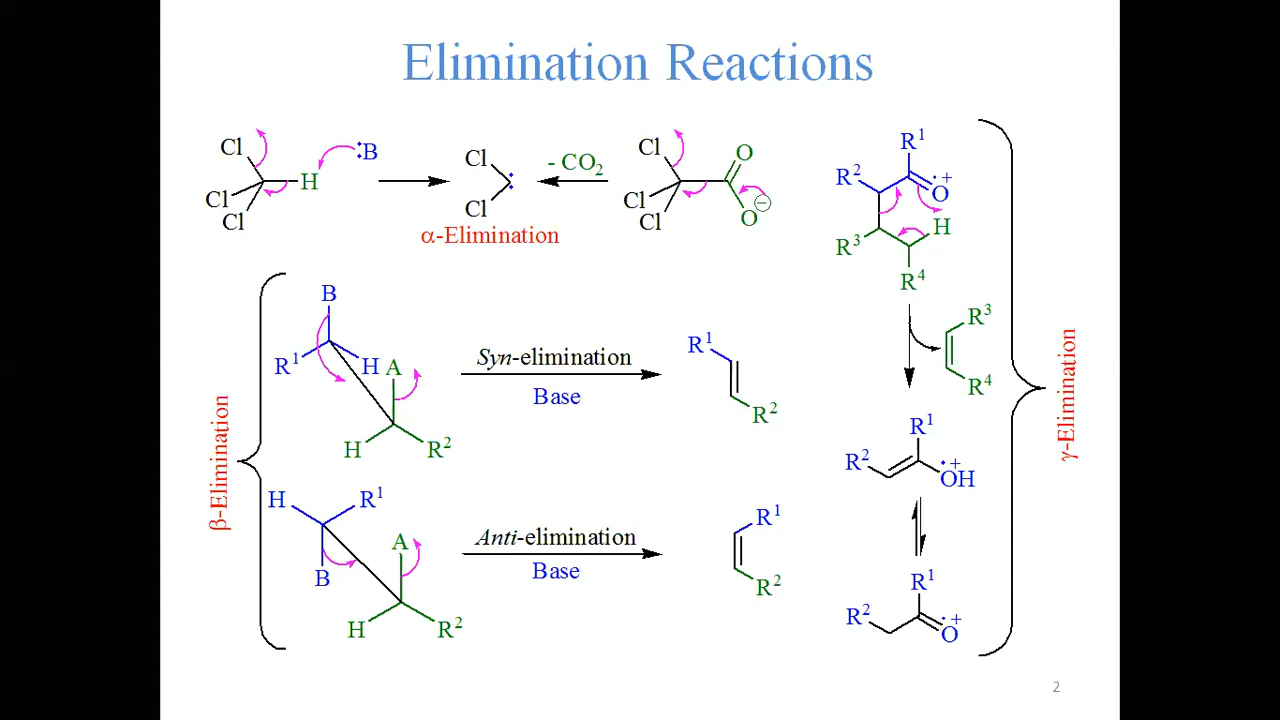 Elimination Reactions
Cl
Cl
Cl
H
:B
Cl
Cl
:
α-Elimination
- CO2
Cl
Cl
Cl
O
O
−
R1
R2
O
•+
H
R3
R4
β-Elimination
B
R1
H
A
H
R2
Syn-elimination
Base
R1
R2
H
R1
B
A
H
R2
Anti-elimination
Base
R1
R2
R3
R4
R1
R2
•+
OH
R1
R2
•+
O
γ-Elimination
2